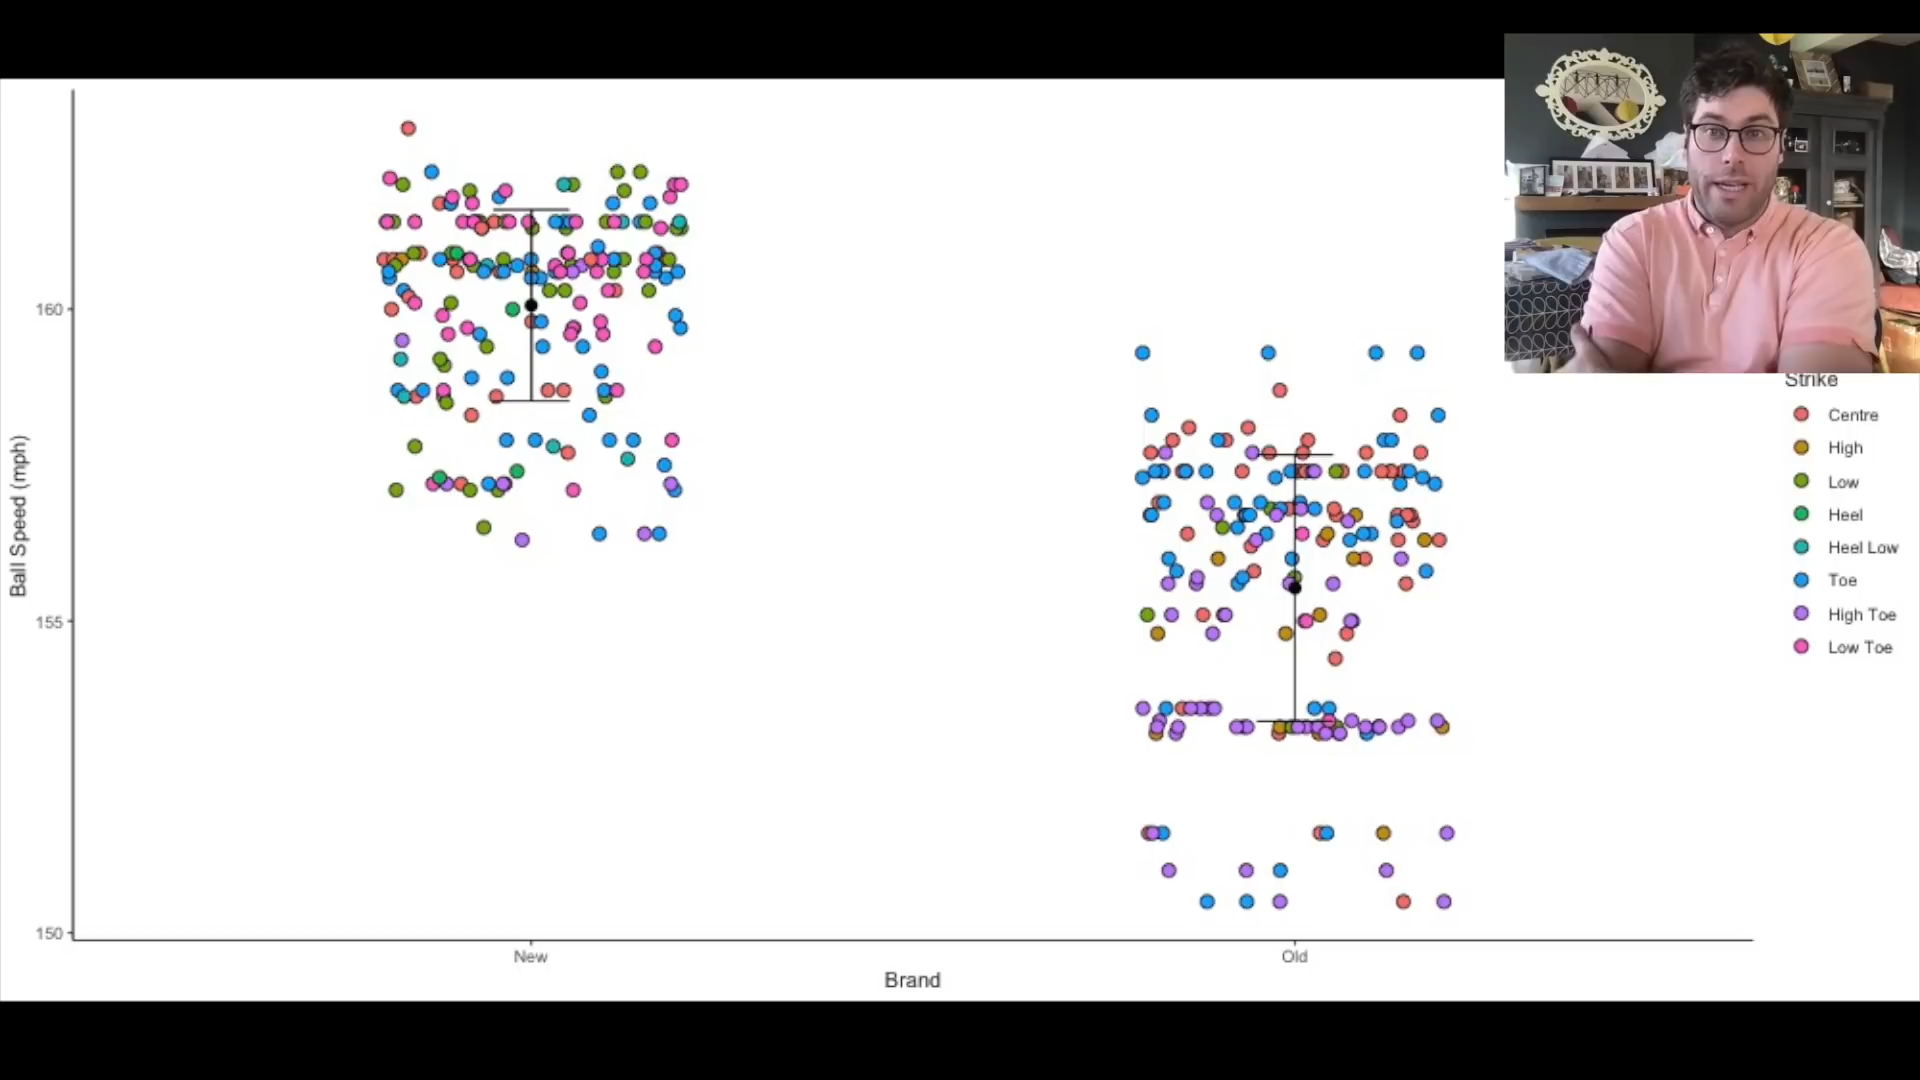 Ball Speed (mph)
160
155
150
New
Old
Brand
Strike
Centre
High
Low
Heel
Heel Low
Toe
High Toe
Low Toe